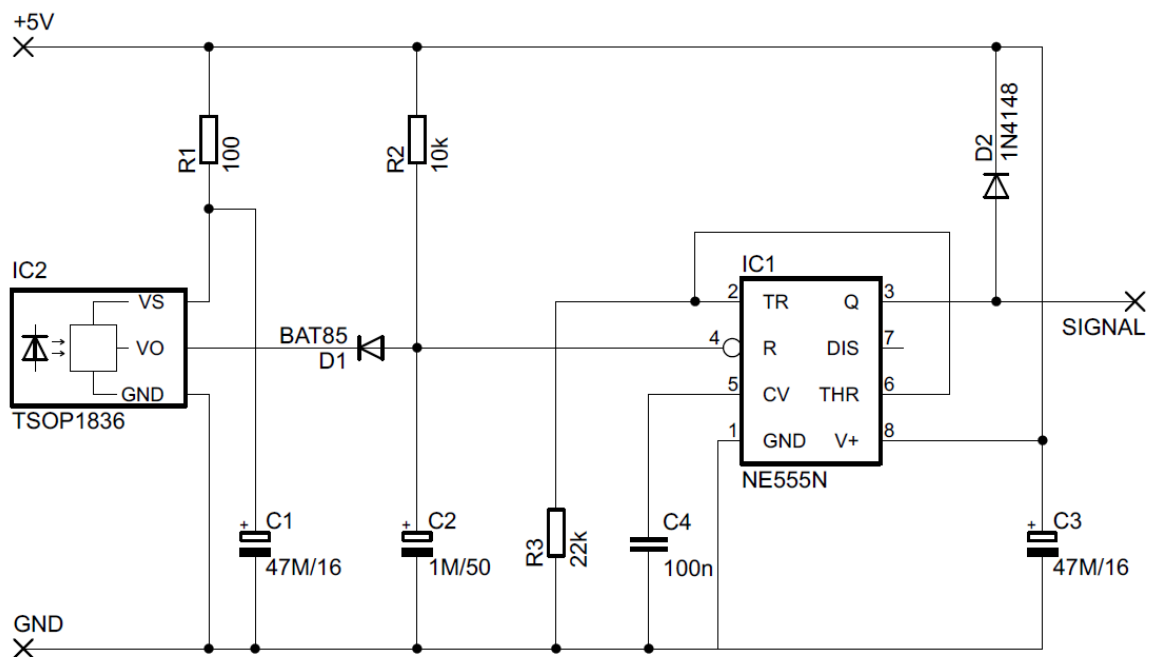 +5V
R1
100
R2
10k
D2
1N4148
IC2
VS
VO
GND
TSOP1836
BAT85
D1
IC1
2 TR Q 3
4 R DIS 7
5 CV THR 6
1 GND V+ 8
NE555N
SIGNAL
+ C1
47M/16
+ C2
1M/50
R3
22k
C4
100n
+ C3
47M/16
GND